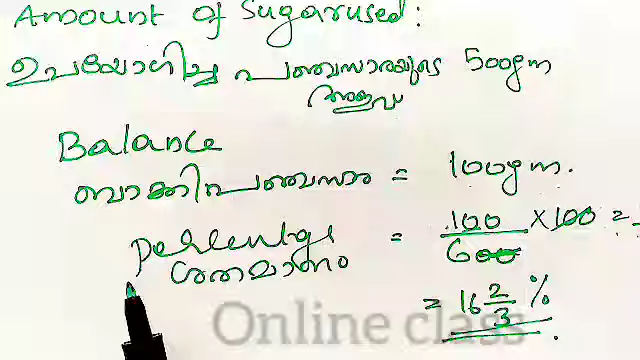 Amount of Sugar used:
ഉപയോഗിച്ച പഞ്ചസാരയുടെ 500gm
അളവ്
Balance
ബാക്കി പഞ്ചസാര = 100gm.
Percentage
ശതമാനം = 100/600 × 100 =
= 16 2/3 %
Online class